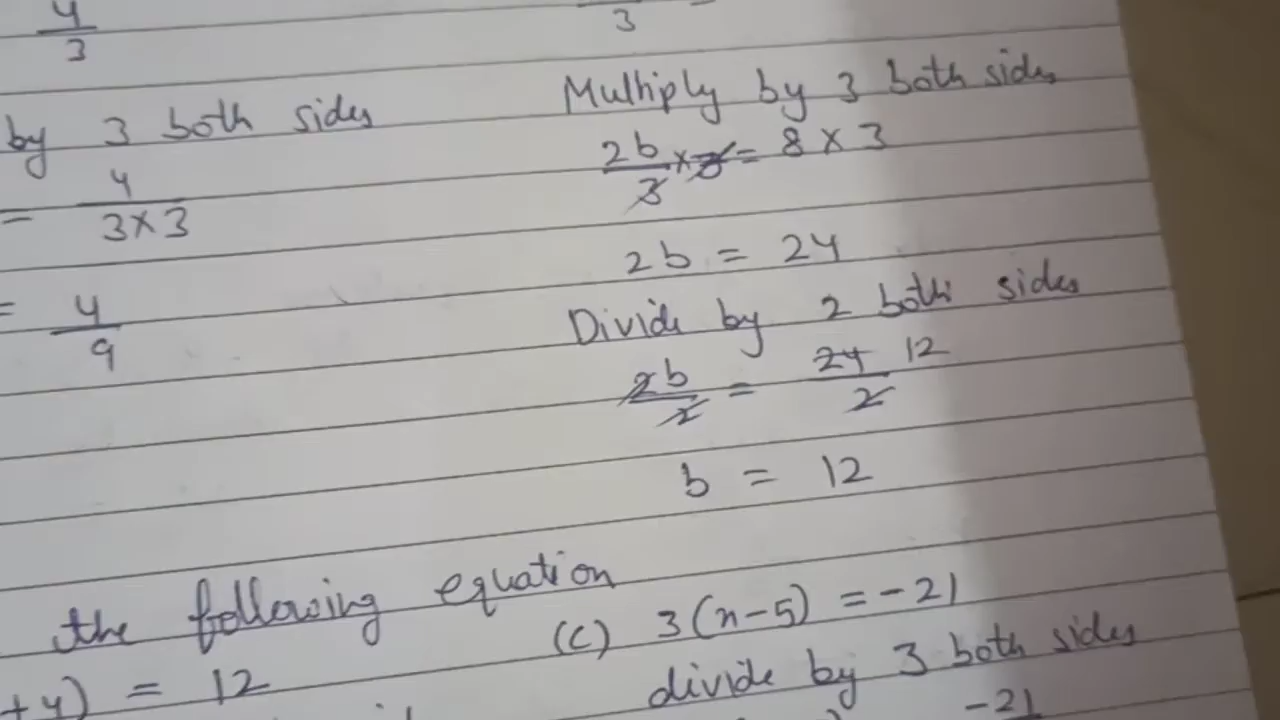 4/3
by 3 both sides
= 4/3×3
= 4/9
3
Multiply by 3 both sides
2b/3 × 3 = 8 × 3
2b = 24
Divide by 2 both sides
2b/2 = 24/2 12
b = 12
the following equation
+4) = 12
(c) 3(n-5) = -21
divide by 3 both sides
-21